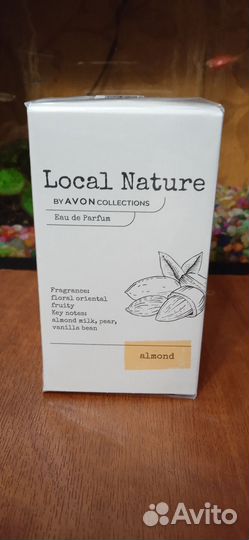 Local Nature
BY AVON COLLECTIONS
Eau de Parfum
Fragrance:
floral oriental
fruity
Key notes:
almond milk, pear,
vanilla bean
almond
Avito